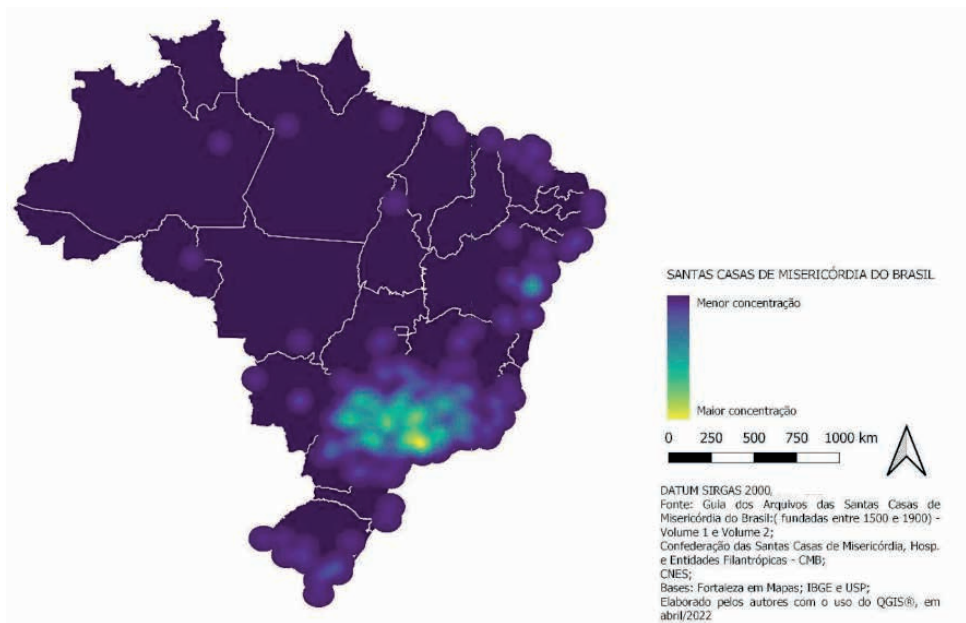 SANTAS CASAS DE MISERICÓRDIA DO BRASIL
Menor concentração
Maior concentração
0 250 500 750 1000 km
DATUM SIRGAS 2000,
Fonte: Guia dos Arquivos das Santas Casas de
Misericórdia do Brasil:( fundadas entre 1500 e 1900) -
Volume 1 e Volume 2;
Confederação das Santas Casas de Misericórdia, Hosp.
e Entidades Filantrópicas - CMB;
CNES;
Bases: Fortaleza em Mapas; IBGE e USP;
Elaborado pelos autores com o uso do QGIS®, em
abril/2022